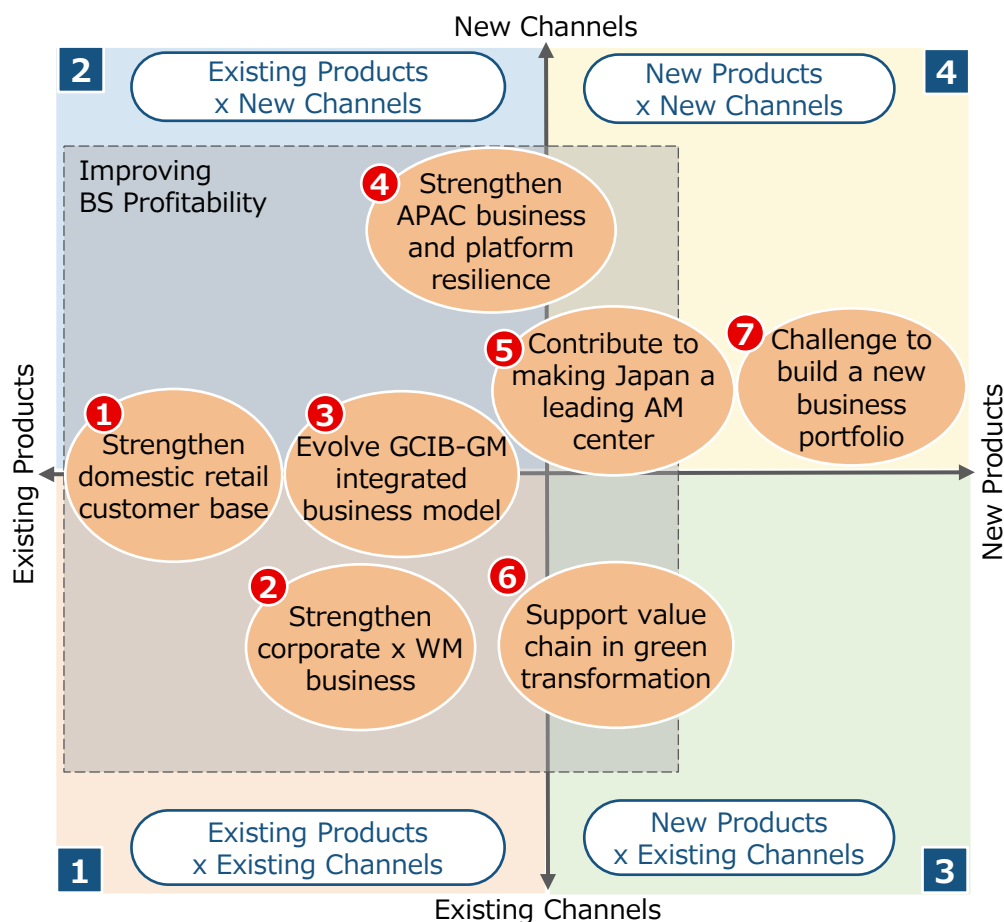 New Channels
2
Existing Products
x New Channels
New Products
x New Channels
4
Improving
BS Profitability
4
Strengthen
APAC business
and platform
resilience
5
Contribute to
making Japan a
leading AM
center
7
Challenge to
build a new
business
portfolio
1
Strengthen
domestic retail
customer base
3
Evolve GCIB-GM
integrated
business model
Existing Products
New Products
2
Strengthen
corporate x WM
business
6
Support value
chain in green
transformation
1
Existing Products
x Existing Channels
New Products
x Existing Channels
3
Existing Channels